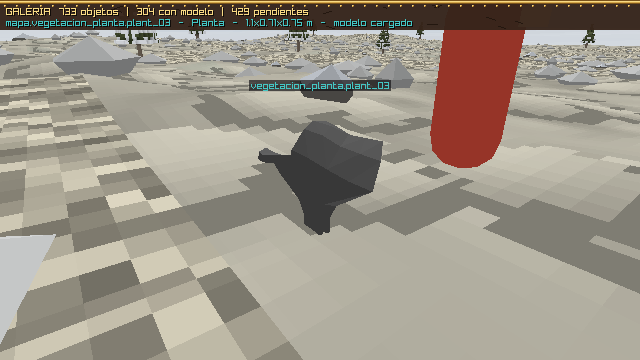 GALERIA 733 objetos | 304 con modelo | 429 pendientes
mapa.vegetacion_planta.plant_03 - Planta - 1.1x0.71x0.75 m - modelo cargado
vegetacion_planta.plant_03